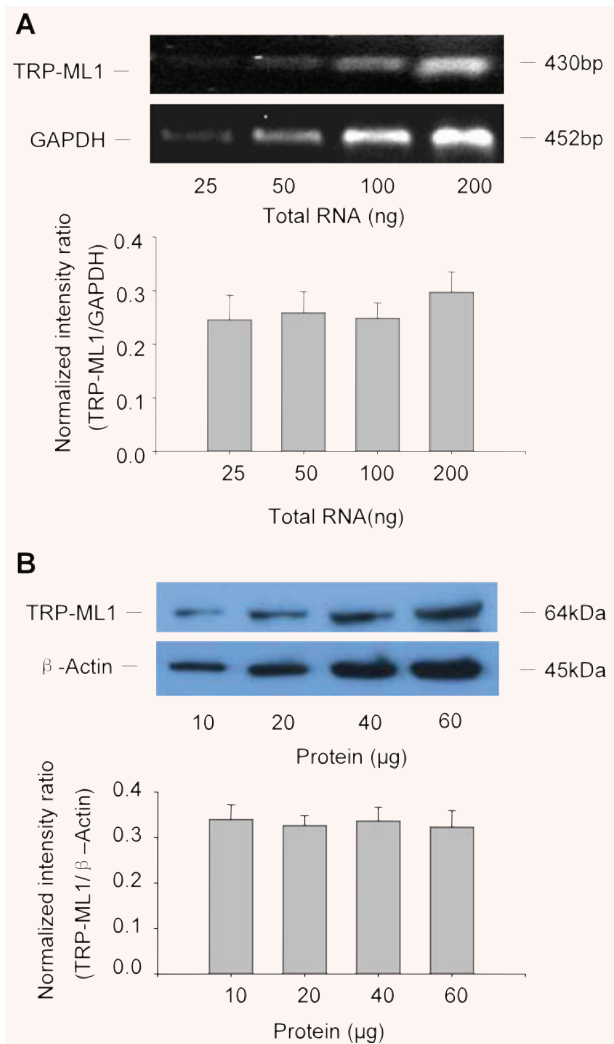 A
TRP-ML1 — — 430bp
GAPDH — — 452bp
25 50 100 200
Total RNA (ng)
Normalized intensity ratio
(TRP-ML1/GAPDH)
0.4
0.3
0.2
0.1
0.0
25 50 100 200
Total RNA(ng)
B
TRP-ML1 — — 64kDa
β-Actin — — 45kDa
10 20 40 60
Protein (μg)
Normalized intensity ratio
(TRP-ML1/β-Actin)
0.4
0.3
0.2
0.1
0.0
10 20 40 60
Protein (μg)